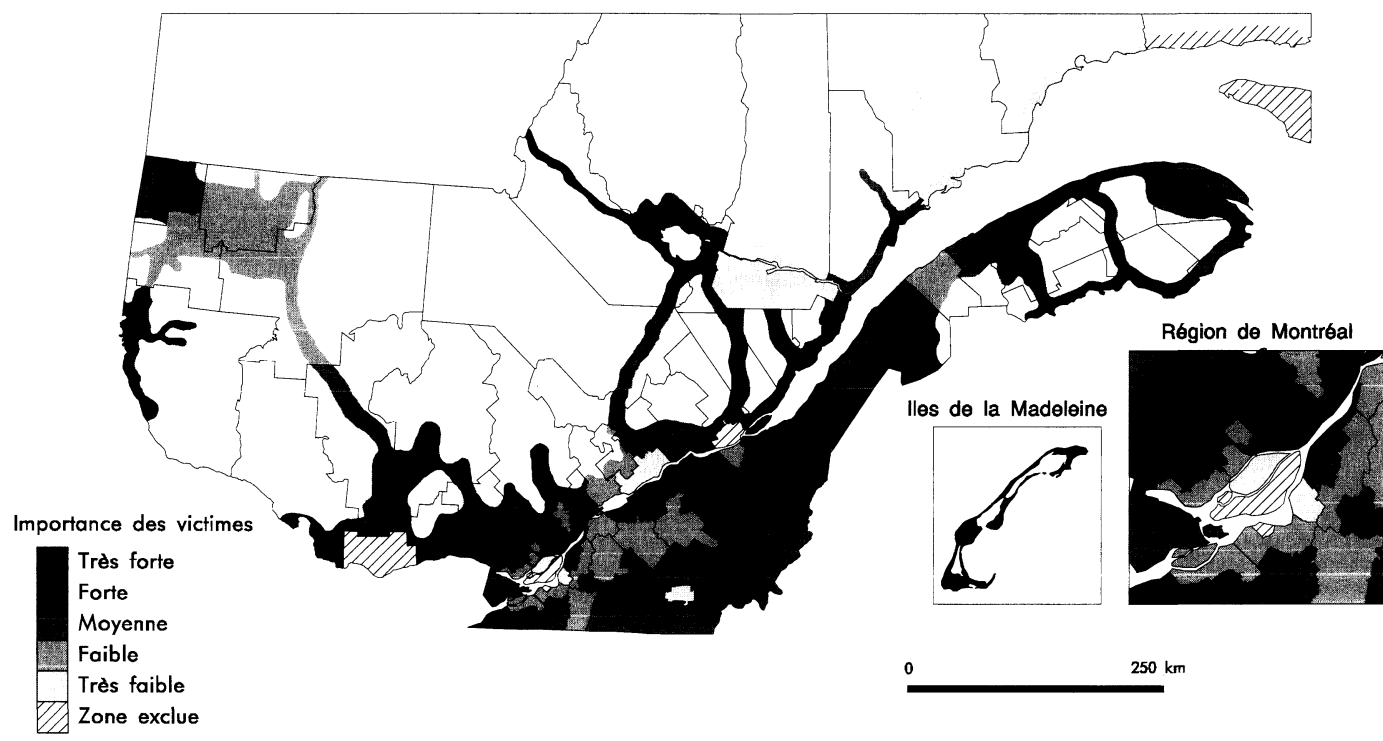 Région de Montréal
Iles de la Madeleine
Importance des victimes
Très forte
Forte
Moyenne
Faible
Très faible
Zone exclue
0 250 km